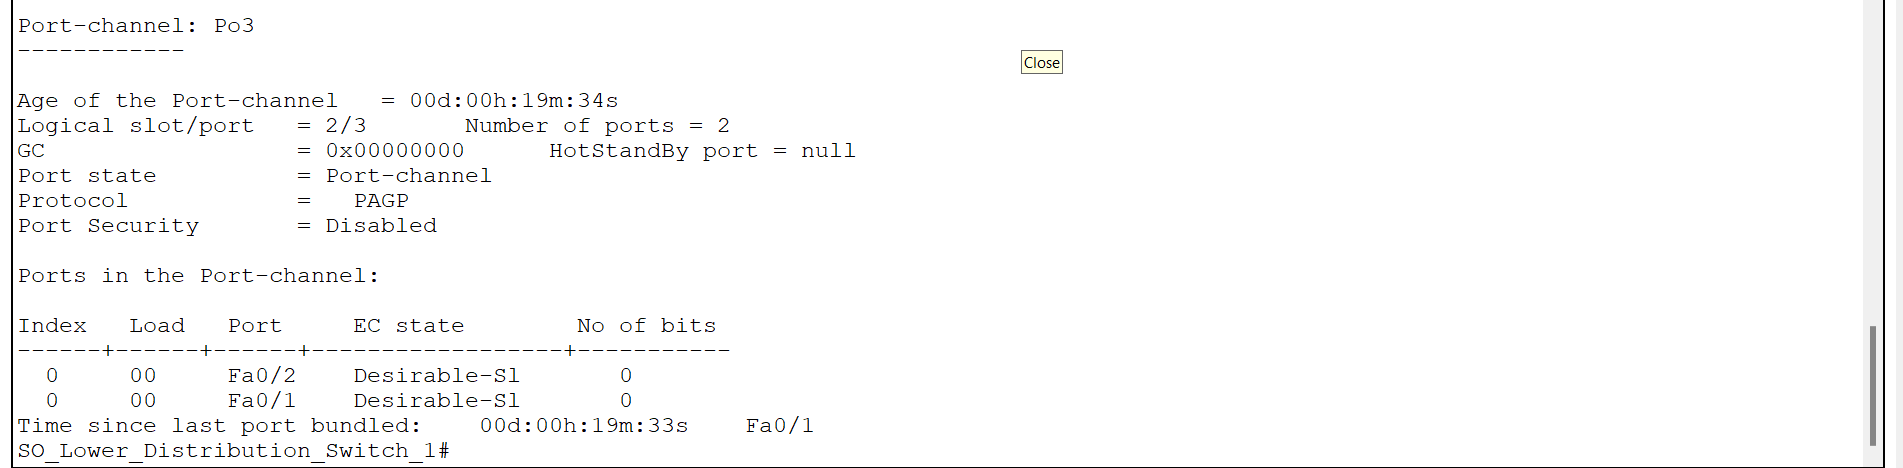 Port-channel: Po3
------------
Close
Age of the Port-channel   = 00d:00h:19m:34s
Logical slot/port   = 2/3       Number of ports = 2
GC                  = 0x00000000      HotStandBy port = null
Port state          = Port-channel
Protocol            =   PAGP
Port Security       = Disabled
Ports in the Port-channel:
Index   Load   Port     EC state        No of bits
------+------+------+------------------+-----------
  0     00     Fa0/2    Desirable-Sl       0
  0     00     Fa0/1    Desirable-Sl       0
Time since last port bundled:    00d:00h:19m:33s    Fa0/1
SO_Lower_Distribution_Switch_1#